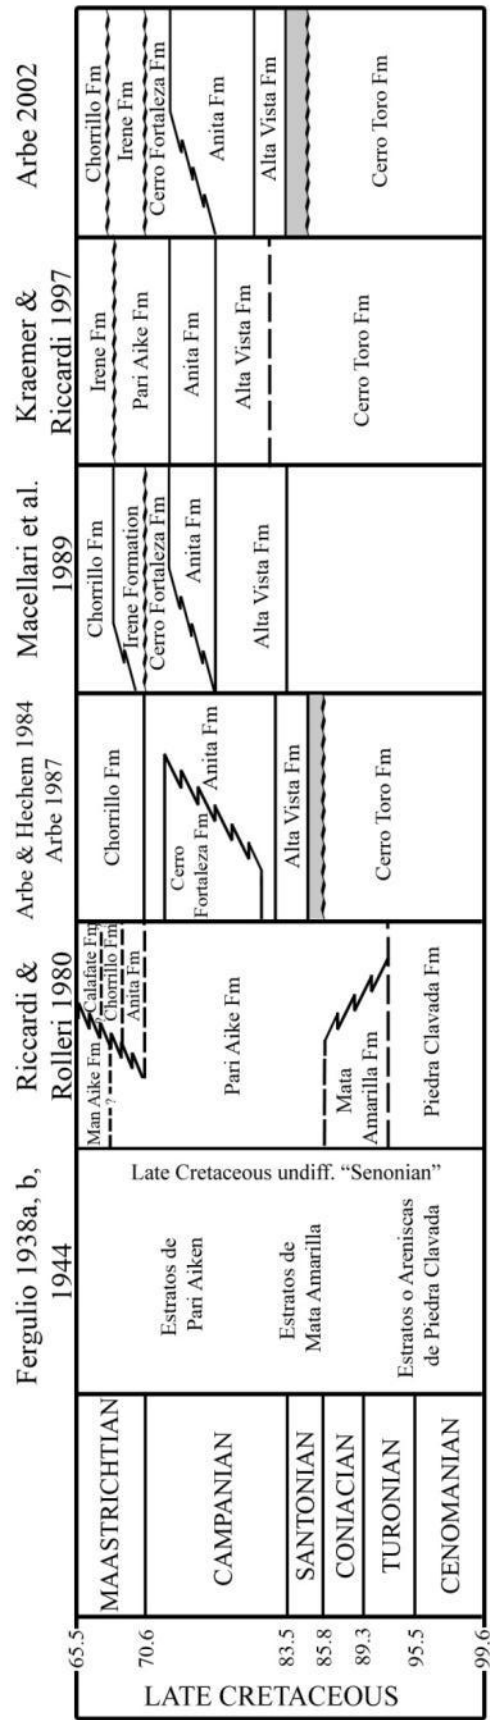 Fergulio 1938a, b,
1944
Riccardi &
Rolleri 1980
Arbe & Hechem 1984
Arbe 1987
Macellari et al.
1989
Kraemer &
Riccardi 1997
Arbe 2002
LATE CRETACEOUS
65.5
70.6
83.5
85.8
89.3
95.5
99.6
MAASTRICHTIAN
CAMPANIAN
SANTONIAN
CONIACIAN
TURONIAN
CENOMANIAN
Late Cretaceous undiff. “Senonian”
Estratos de
Pari Aiken
Estratos de
Mata Amarilla
Estratos o Areniscas
de Piedra Clavada
Man Aike Fm
?
?
Calafate Fm
Chorrillo Fm
Anita Fm
Pari Aike Fm
Mata
Amarilla Fm
Piedra Clavada Fm
Chorrillo Fm
Cerro
Fortaleza Fm
Anita Fm
Alta Vista Fm
Cerro Toro Fm
Chorrillo Fm
Irene Formation
Cerro Fortaleza Fm
Anita Fm
Alta Vista Fm
Irene Fm
Pari Aike Fm
Anita Fm
Alta Vista Fm
Cerro Toro Fm
Chorrillo Fm
Irene Fm
Cerro Fortaleza Fm
Anita Fm
Alta Vista Fm
Cerro Toro Fm